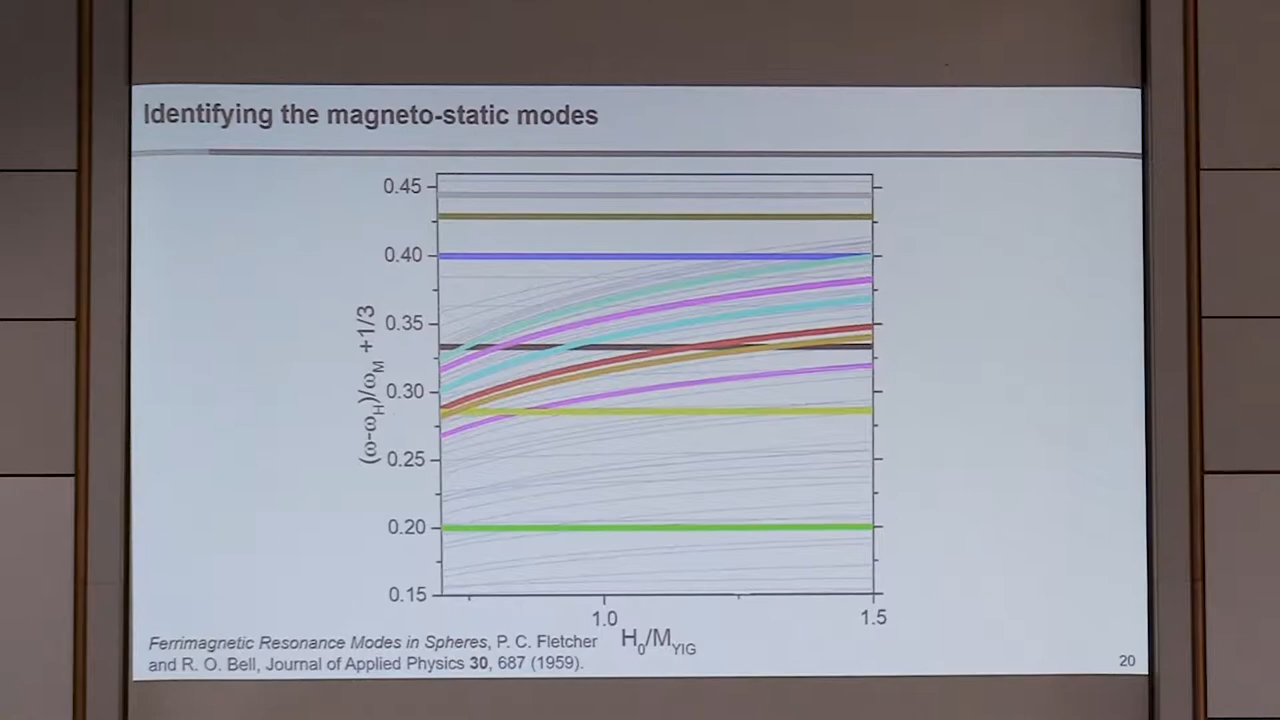 Identifying the magneto-static modes
0.45
0.40
0.35
0.30
0.25
0.20
0.15
(ω-ω_H)/ω_M +1/3
1.0
1.5
H_0/M_YIG
Ferrimagnetic Resonance Modes in Spheres, P. C. Fletcher
and R. O. Bell, Journal of Applied Physics 30, 687 (1959).
20